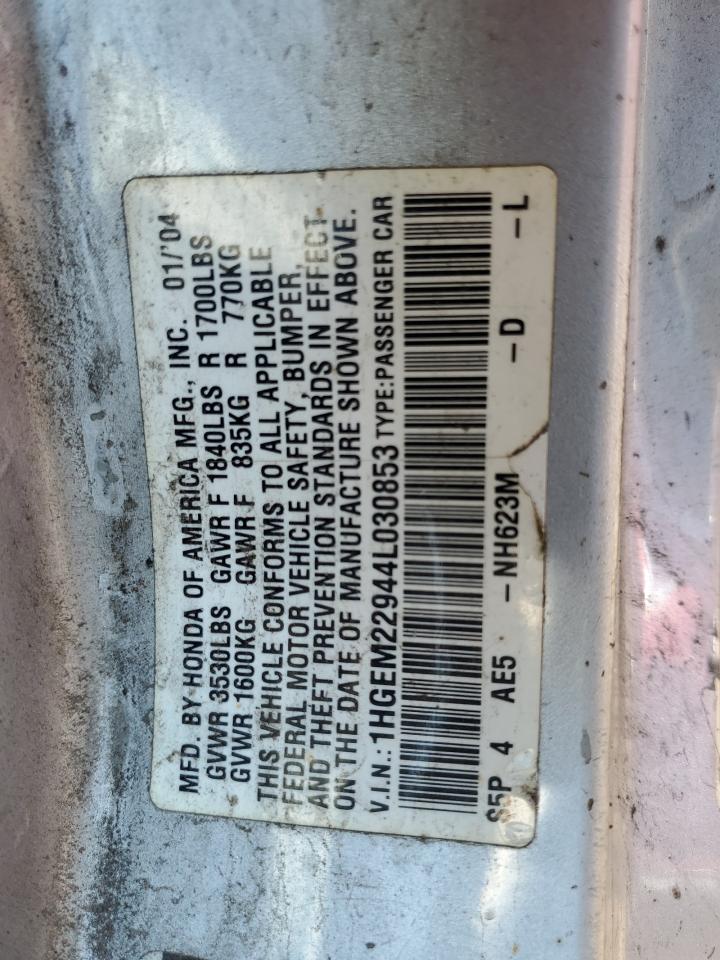 MFD. BY HONDA OF AMERICA MFG., INC. 01/'04
GVWR 3530LBS GAWR F 1840LBS R 1700LBS
GVWR 1600KG GAWR F 835KG R 770KG
THIS VEHICLE CONFORMS TO ALL APPLICABLE
FEDERAL MOTOR VEHICLE SAFETY, BUMPER,
AND THEFT PREVENTION STANDARDS IN EFFECT
ON THE DATE OF MANUFACTURE SHOWN ABOVE.
V.I.N.: 1HGEM22944L030853 TYPE:PASSENGER CAR
S5P 4 AE5 -NH623M -D -L